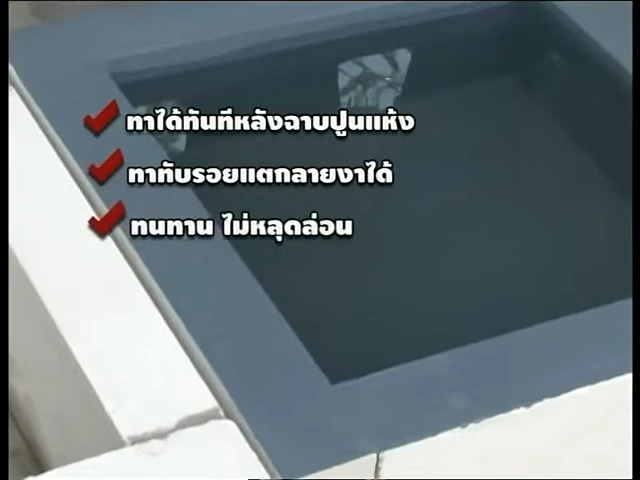 ทาได้ทันทีหลังฉาบปูนแห้ง
ทาทับรอยแตกลายงาได้
ทนทาน ไม่หลุดล่อน